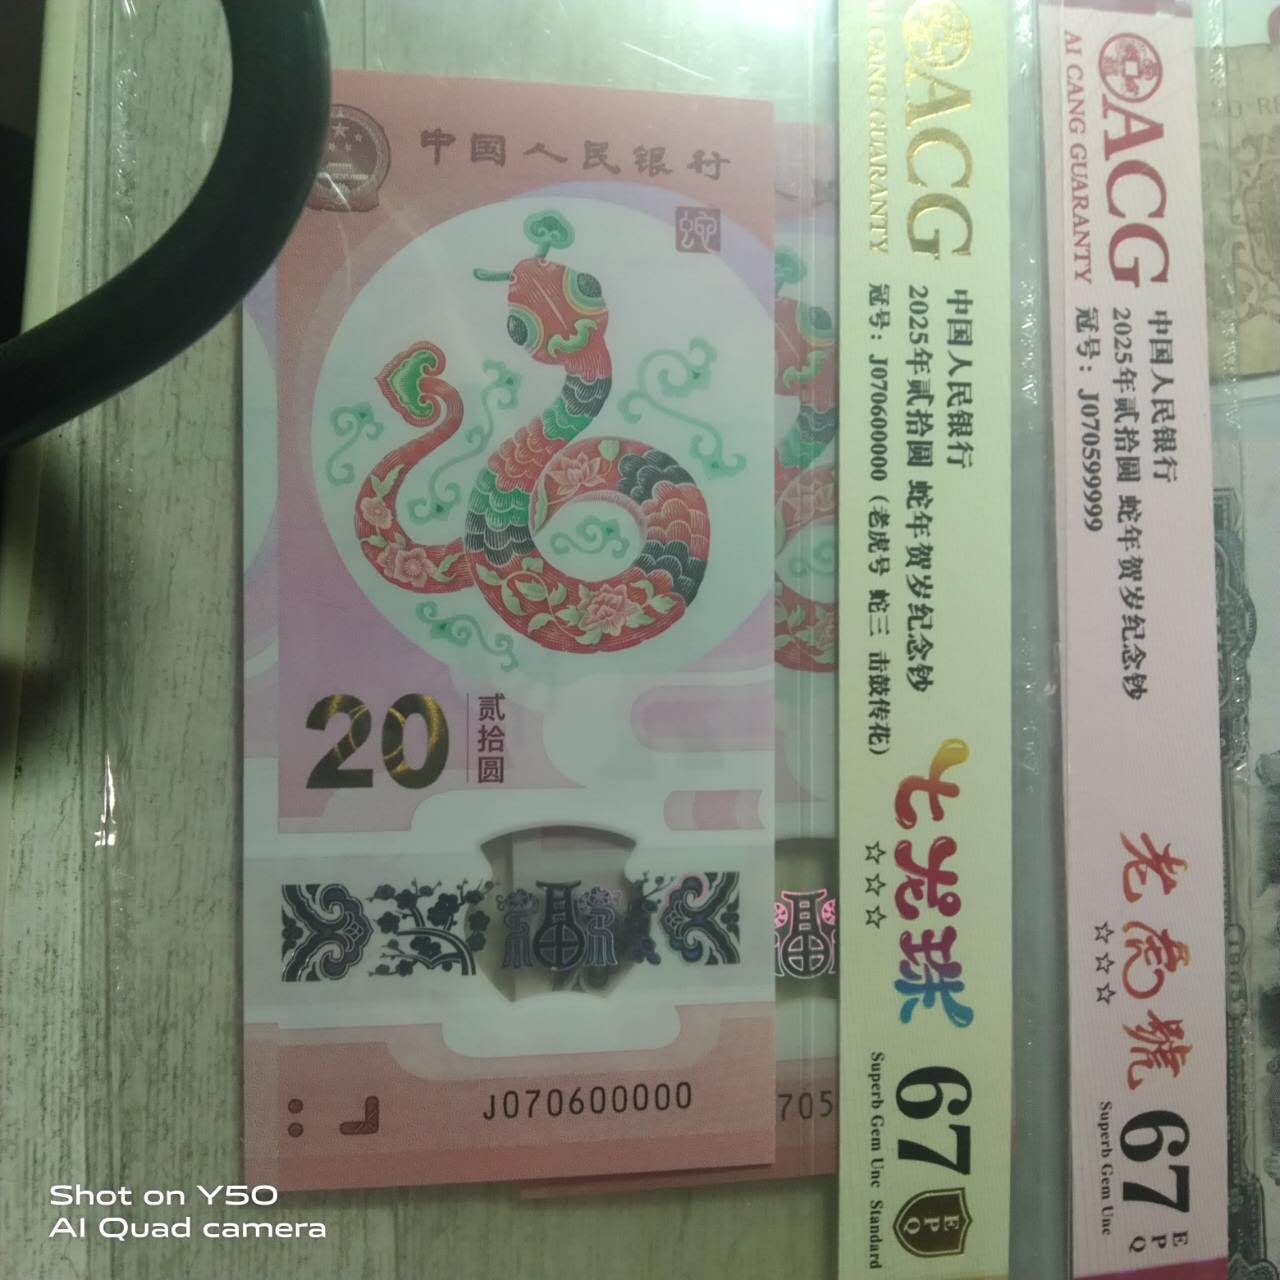 中国人民银行
蛇
20
贰拾圆
福
J070600000
705
ACG
AI CANG GUARANTY
中国人民银行
2025年贰拾圆 蛇年贺岁纪念钞
冠号：J070600000（老虎号 蛇三 击鼓传花）
七龙珠
☆☆☆
67
EPQ
Superb Gem Unc Standard
ACG
AI CANG GUARANTY
中国人民银行
2025年贰拾圆 蛇年贺岁纪念钞
冠号：J070599999
老虎號
☆☆☆
67
EPQ
Superb Gem Unc
Shot on Y50
AI Quad camera